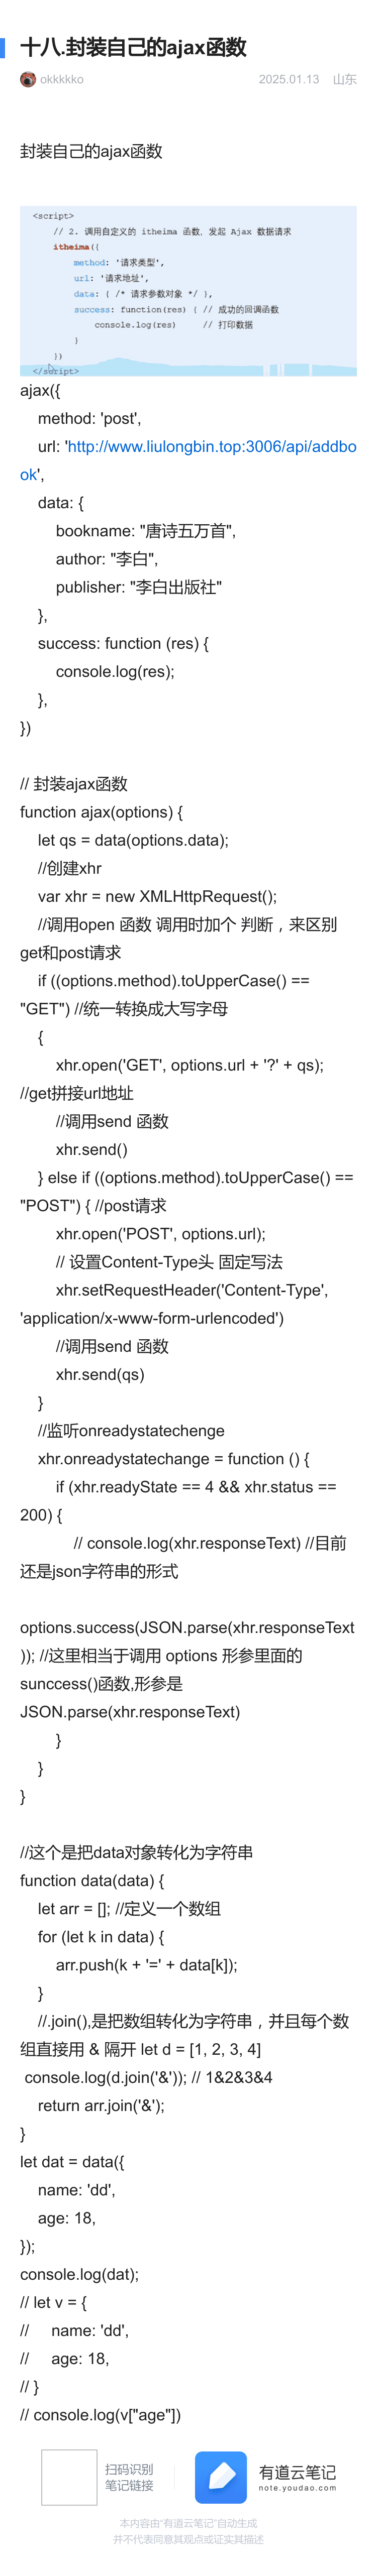 十八.封装自己的ajax函数
okkkkko 2025.01.13 山东
封装自己的ajax函数
<script>
// 2. 调用自定义的 itheima 函数，发起 Ajax 数据请求
itheima({
method: '请求类型',
url: '请求地址',
data: { /* 请求参数对象 */ },
success: function(res) { // 成功的回调函数
console.log(res) // 打印数据
}
})
</script>
ajax({
method: 'post',
url: 'http://www.liulongbin.top:3006/api/addbo
ok',
data: {
bookname: "唐诗五万首",
author: "李白",
publisher: "李白出版社"
},
success: function (res) {
console.log(res);
},
})
// 封装ajax函数
function ajax(options) {
let qs = data(options.data);
//创建xhr
var xhr = new XMLHttpRequest();
//调用open 函数 调用时加个 判断，来区别
get和post请求
if ((options.method).toUpperCase() ==
"GET") //统一转换成大写字母
{
xhr.open('GET', options.url + '?' + qs);
//get拼接url地址
//调用send 函数
xhr.send()
} else if ((options.method).toUpperCase() ==
"POST") { //post请求
xhr.open('POST', options.url);
// 设置Content-Type头 固定写法
xhr.setRequestHeader('Content-Type',
'application/x-www-form-urlencoded')
//调用send 函数
xhr.send(qs)
}
//监听onreadystatechenge
xhr.onreadystatechange = function () {
if (xhr.readyState == 4 && xhr.status ==
200) {
// console.log(xhr.responseText) //目前
还是json字符串的形式
options.success(JSON.parse(xhr.responseText
)); //这里相当于调用 options 形参里面的
sunccess()函数,形参是
JSON.parse(xhr.responseText)
}
}
}
//这个是把data对象转化为字符串
function data(data) {
let arr = []; //定义一个数组
for (let k in data) {
arr.push(k + '=' + data[k]);
}
//.join(),是把数组转化为字符串，并且每个数
组直接用 & 隔开 let d = [1, 2, 3, 4]
console.log(d.join('&')); // 1&2&3&4
return arr.join('&');
}
let dat = data({
name: 'dd',
age: 18,
});
console.log(dat);
// let v = {
// name: 'dd',
// age: 18,
// }
// console.log(v["age"])
扫码识别
笔记链接
有道云笔记
note.youdao.com
本内容由“有道云笔记”自动生成
并不代表同意其观点或证实其描述